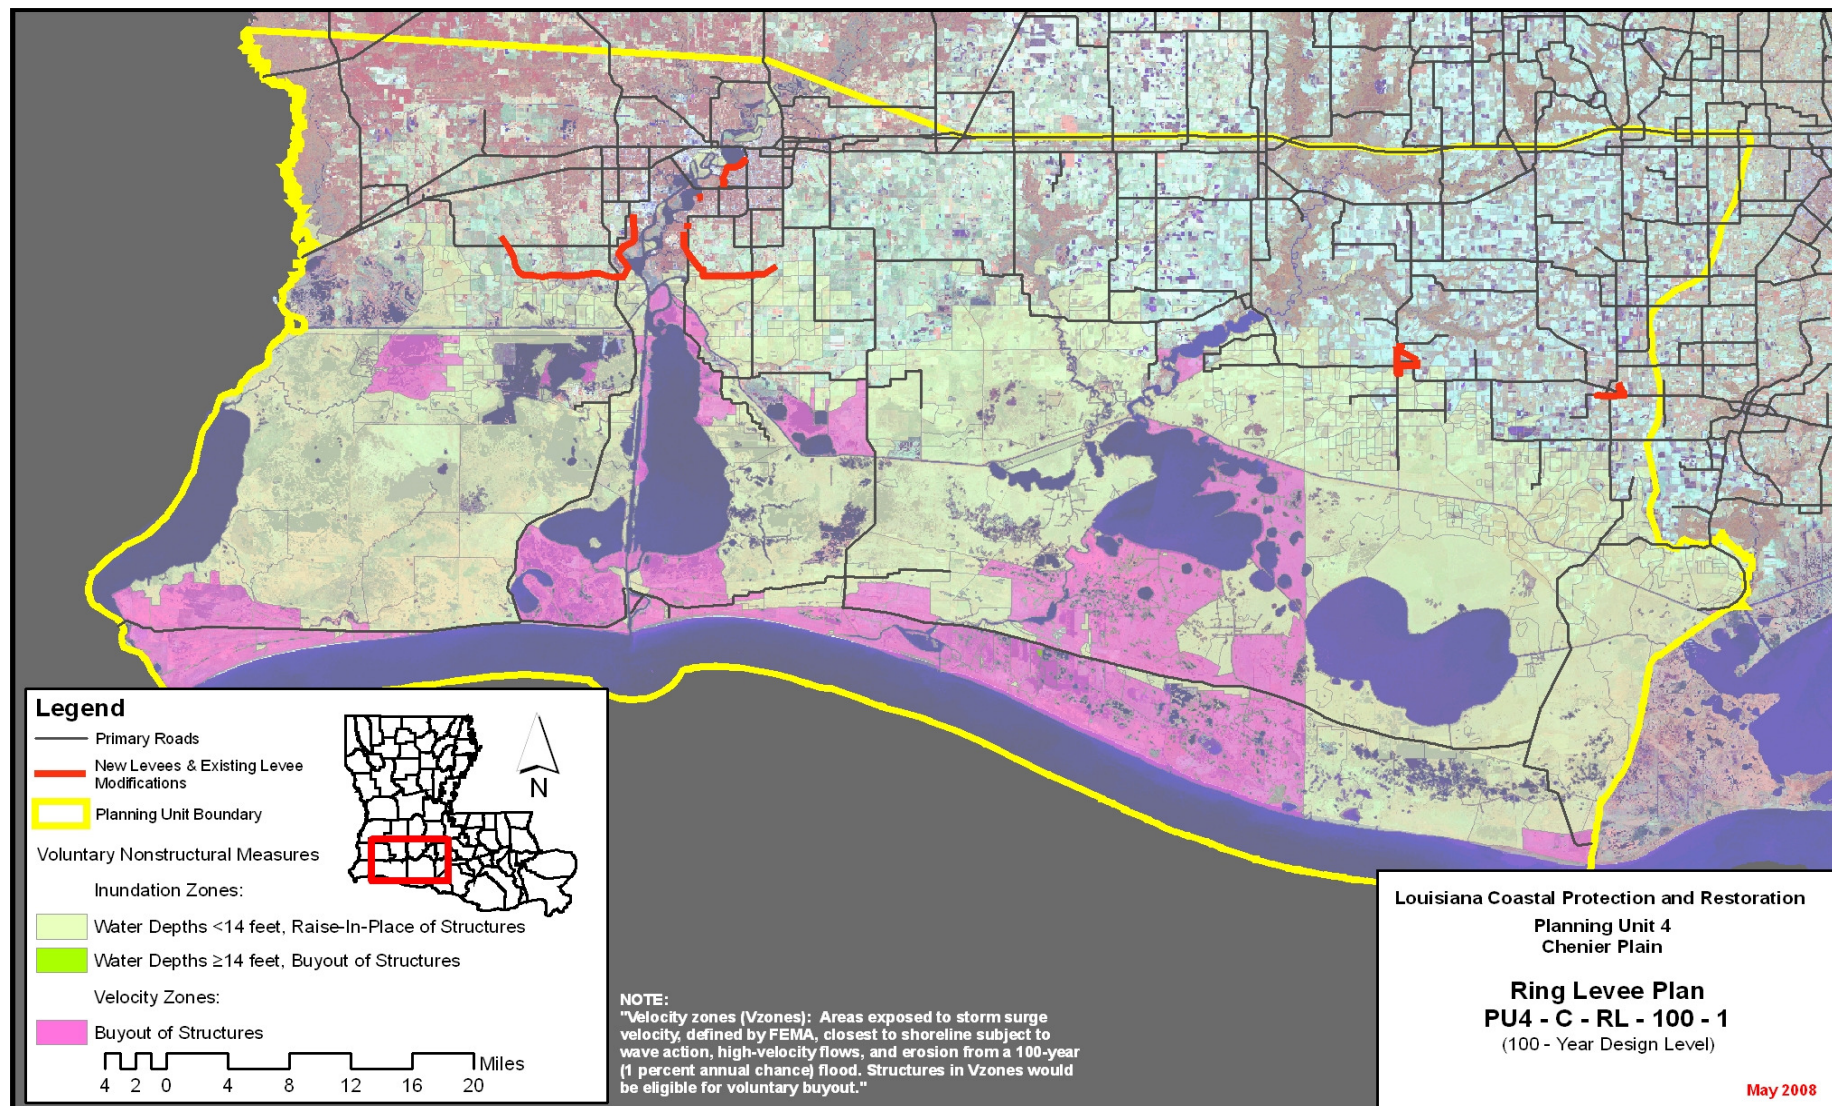 Legend
Primary Roads
New Levees & Existing Levee
Modifications
Planning Unit Boundary
Voluntary Nonstructural Measures
Inundation Zones:
Water Depths <14 feet, Raise-In-Place of Structures
Water Depths ≥14 feet, Buyout of Structures
Velocity Zones:
Buyout of Structures
Miles
4 2 0 4 8 12 16 20
N
NOTE:
"Velocity zones (Vzones): Areas exposed to storm surge
velocity, defined by FEMA, closest to shoreline subject to
wave action, high-velocity flows, and erosion from a 100-year
(1 percent annual chance) flood. Structures in Vzones would
be eligible for voluntary buyout."
Louisiana Coastal Protection and Restoration
Planning Unit 4
Chenier Plain
Ring Levee Plan
PU4 - C - RL - 100 - 1
(100 - Year Design Level)
May 2008